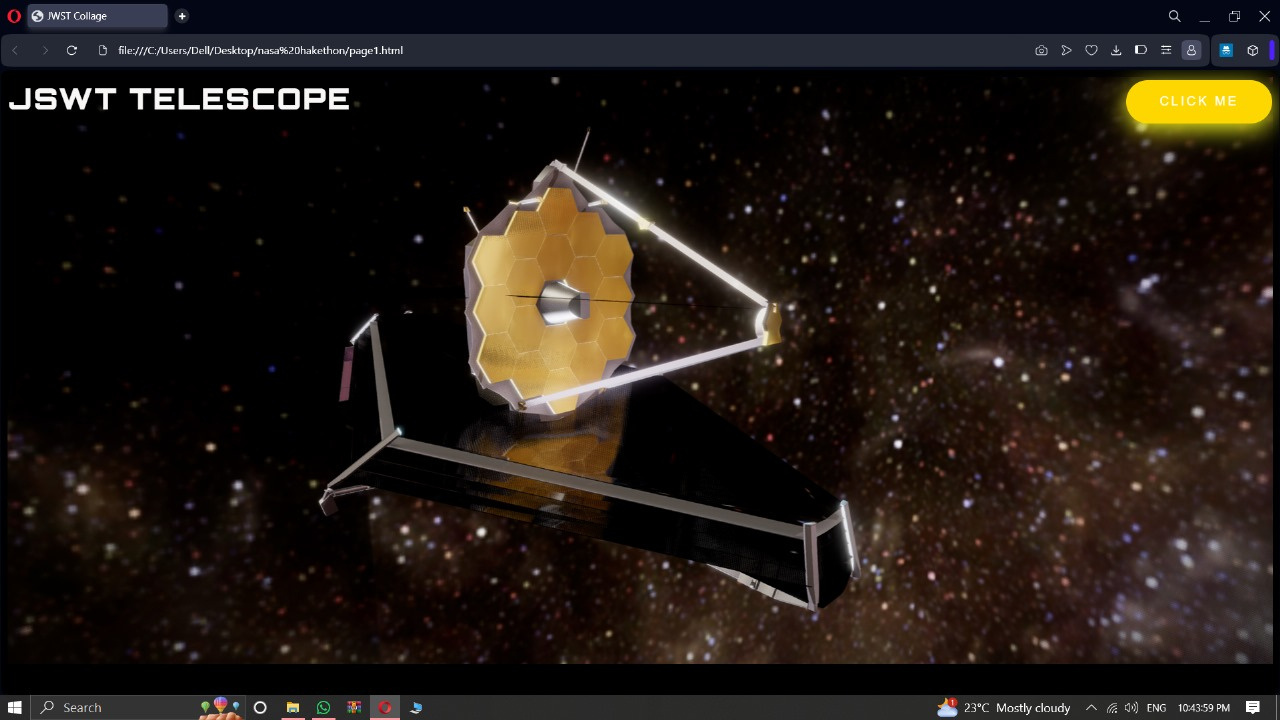 JWST Collage
file:///C:/Users/Dell/Desktop/nasa%20hakethon/page1.html
JSWT TELESCOPE
CLICK ME
Search
1
23°C Mostly cloudy
ENG
10:43:59 PM